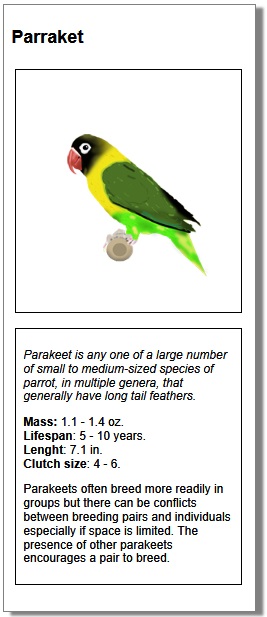 Parraket
Parakeet is any one of a large number
of small to medium-sized species of
parrot, in multiple genera, that
generally have long tail feathers.
Mass: 1.1 - 1.4 oz.
Lifespan: 5 - 10 years.
Lenght: 7.1 in.
Clutch size: 4 - 6.
Parakeets often breed more readily in
groups but there can be conflicts
between breeding pairs and individuals
especially if space is limited. The
presence of other parakeets
encourages a pair to breed.